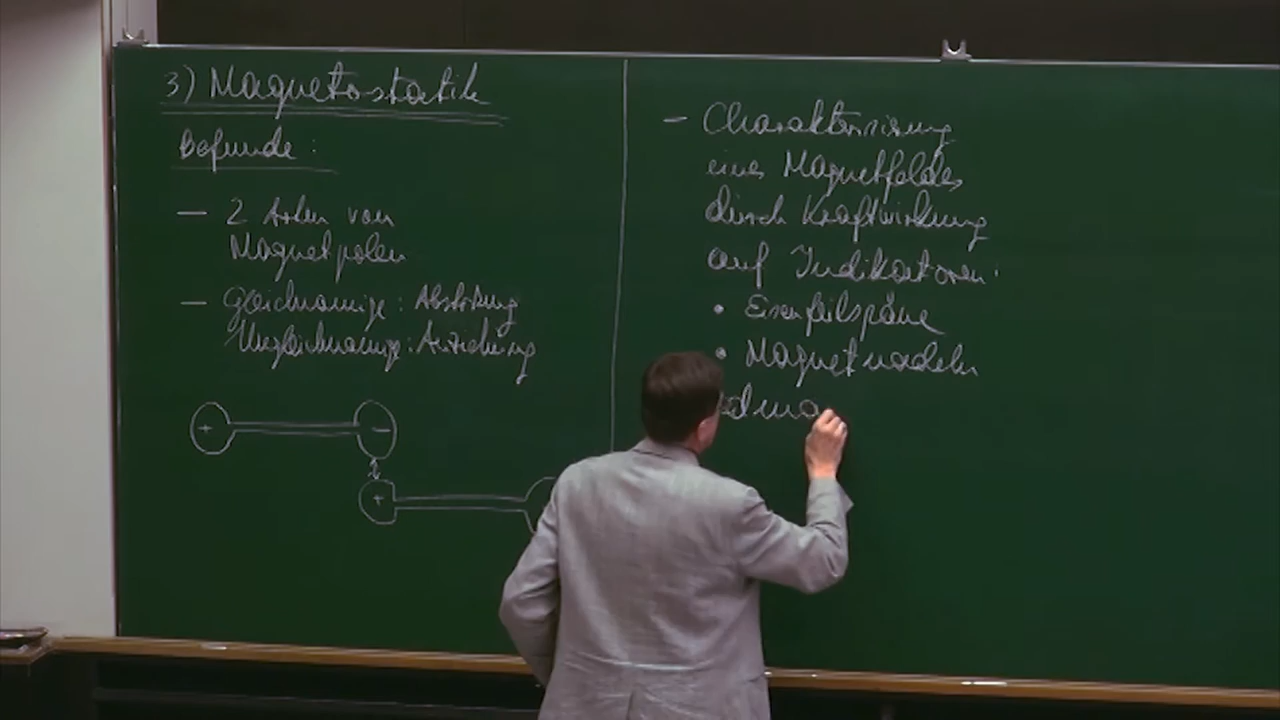 3) Magnetostatik
Befunde:
— 2 Arten von
Magnetpolen
— Gleichnamige: Abstoßung
Ungleichnamige: Anziehung
+ −
+
— Charakterisierung
eines Magnetfeldes
durch Kraftwirkung
auf Indikatoren:
• Eisenfeilspäne
• Magnetnadeln